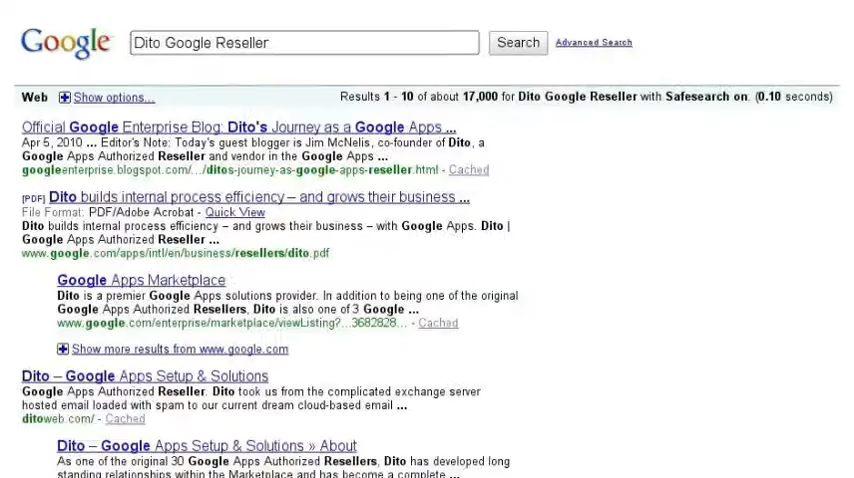 Google Dito Google Reseller Search Advanced Search
Web Show options... Results 1 - 10 of about 17,000 for Dito Google Reseller with Safesearch on. (0.10 seconds)
Official Google Enterprise Blog: Dito's Journey as a Google Apps ...
Apr 5, 2010 ... Editor's Note: Today's guest blogger is Jim McNelis, co-founder of Dito, a
Google Apps Authorized Reseller and vendor in the Google Apps ...
googleenterprise.blogspot.com/.../ditos-journey-as-google-apps-reseller.html - Cached
[PDF] Dito builds internal process efficiency – and grows their business ...
File Format: PDF/Adobe Acrobat - Quick View
Dito builds internal process efficiency – and grows their business – with Google Apps. Dito |
Google Apps Authorized Reseller ...
www.google.com/apps/intl/en/business/resellers/dito.pdf
Google Apps Marketplace
Dito is a premier Google Apps solutions provider. In addition to being one of the original
Google Apps Authorized Resellers, Dito is also one of 3 Google ...
www.google.com/enterprise/marketplace/viewListing?...3682828... - Cached
Show more results from www.google.com
Dito – Google Apps Setup & Solutions
Google Apps Authorized Reseller. Dito took us from the complicated exchange server
hosted email loaded with spam to our current dream cloud-based email ...
ditoweb.com/ - Cached
Dito – Google Apps Setup & Solutions » About
As one of the original 30 Google Apps Authorized Resellers, Dito has developed long
standing relationships within the Marketplace and has become a complete ...